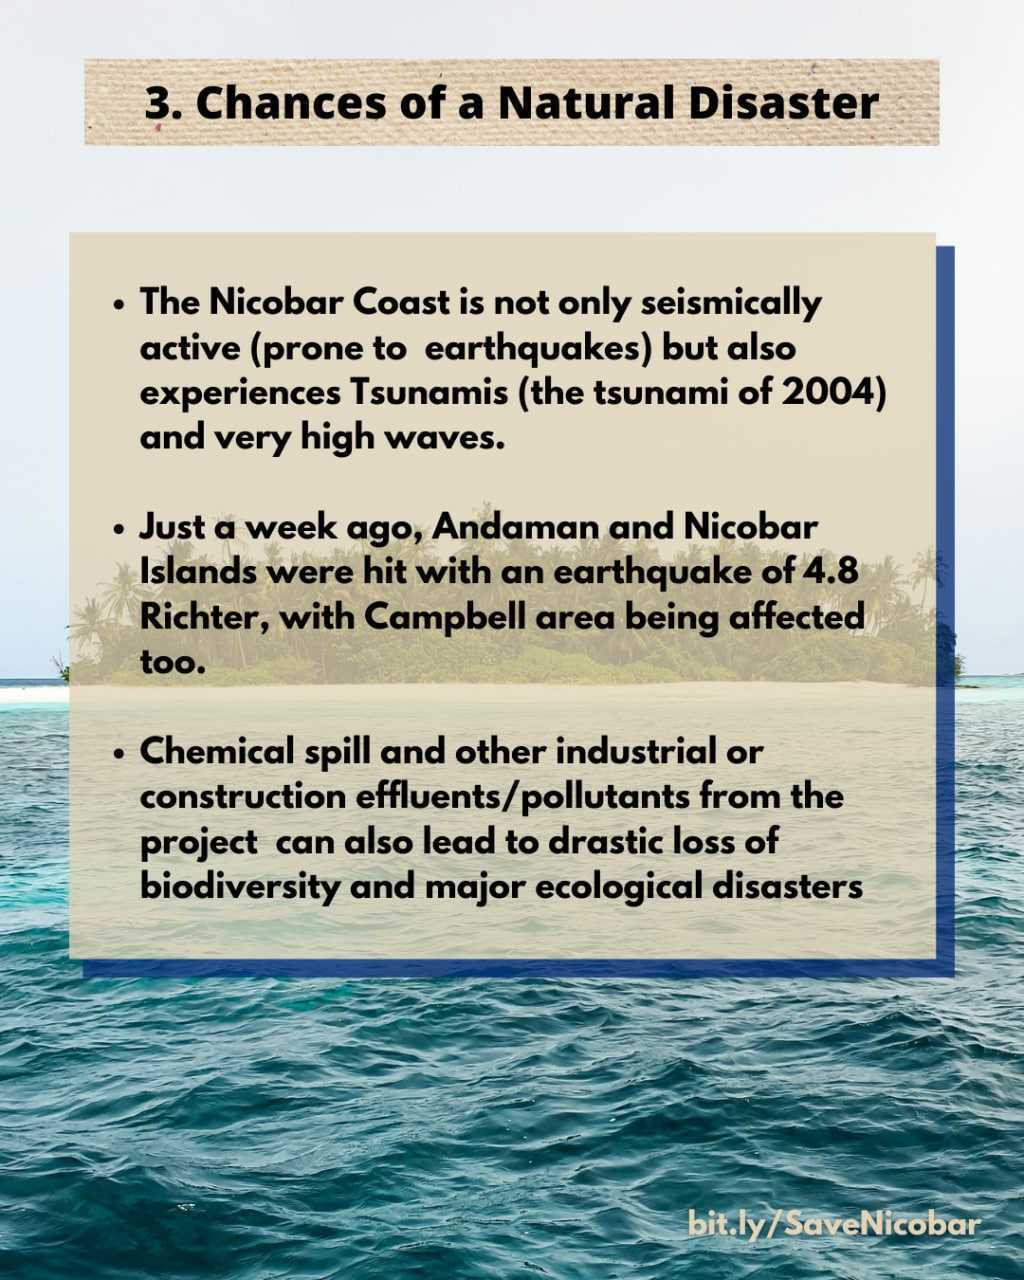 3. Chances of a Natural Disaster
• The Nicobar Coast is not only seismically
active (prone to  earthquakes) but also
experiences Tsunamis (the tsunami of 2004)
and very high waves.
• Just a week ago, Andaman and Nicobar
Islands were hit with an earthquake of 4.8
Richter, with Campbell area being affected
too.
• Chemical spill and other industrial or
construction effluents/pollutants from the
project  can also lead to drastic loss of
biodiversity and major ecological disasters
bit.ly/SaveNicobar